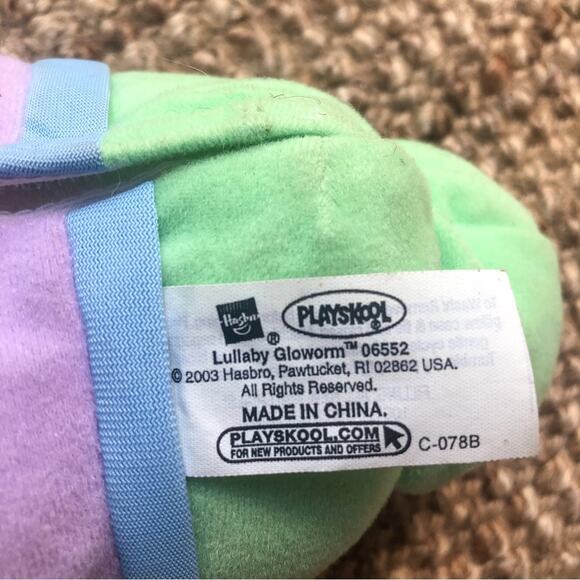 Hasbro
®
PLAYSKOOL®
Lullaby Gloworm™ 06552
© 2003 Hasbro, Pawtucket, RI 02862 USA.
All Rights Reserved.
MADE IN CHINA.
PLAYSKOOL.COM
FOR NEW PRODUCTS AND OFFERS
C-078B